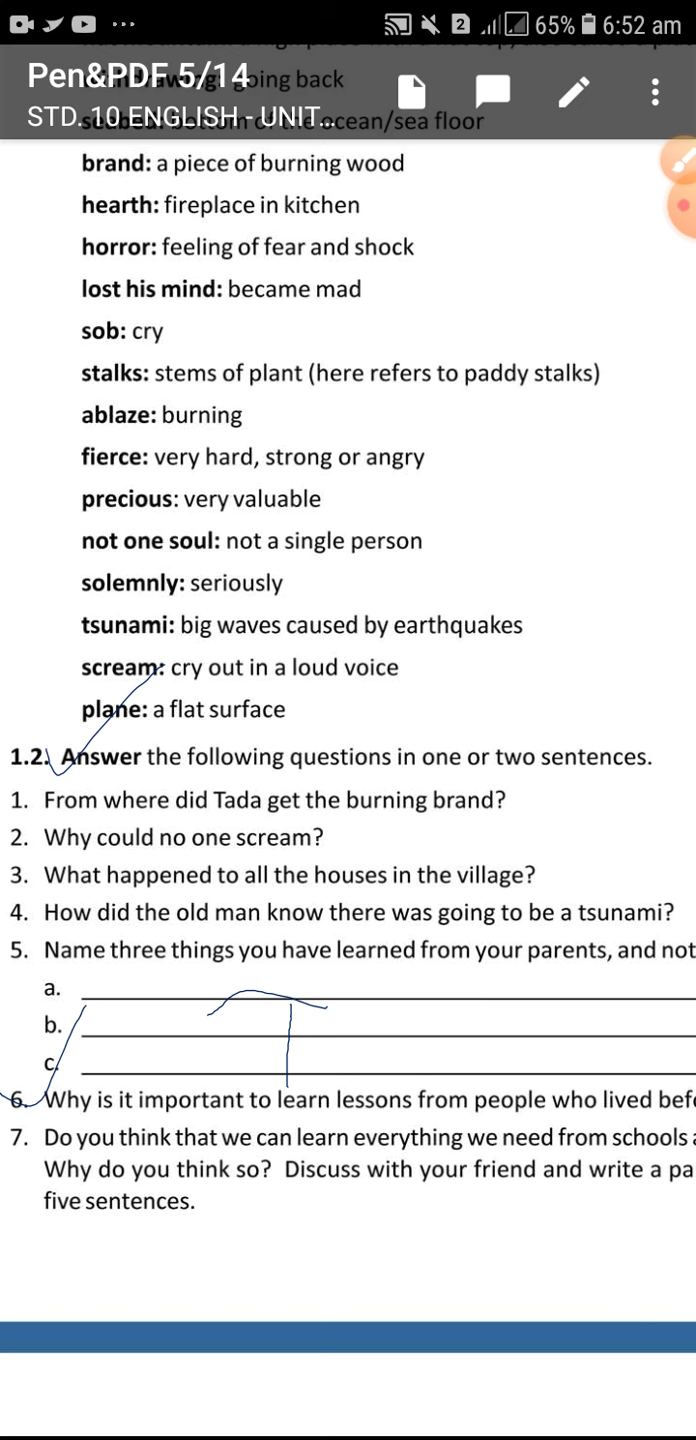 65% 6:52 am
Pen&PDF 5/14
going back
STD. 10 ENGLISH - UNIT...
seabed: bottom of the ocean/sea floor
brand: a piece of burning wood
hearth: fireplace in kitchen
horror: feeling of fear and shock
lost his mind: became mad
sob: cry
stalks: stems of plant (here refers to paddy stalks)
ablaze: burning
fierce: very hard, strong or angry
precious: very valuable
not one soul: not a single person
solemnly: seriously
tsunami: big waves caused by earthquakes
scream: cry out in a loud voice
plane: a flat surface
1.2. Answer the following questions in one or two sentences.
1. From where did Tada get the burning brand?
2. Why could no one scream?
3. What happened to all the houses in the village?
4. How did the old man know there was going to be a tsunami?
5. Name three things you have learned from your parents, and not
a.
b.
c.
6. Why is it important to learn lessons from people who lived bef
7. Do you think that we can learn everything we need from schools
Why do you think so? Discuss with your friend and write a pa
five sentences.